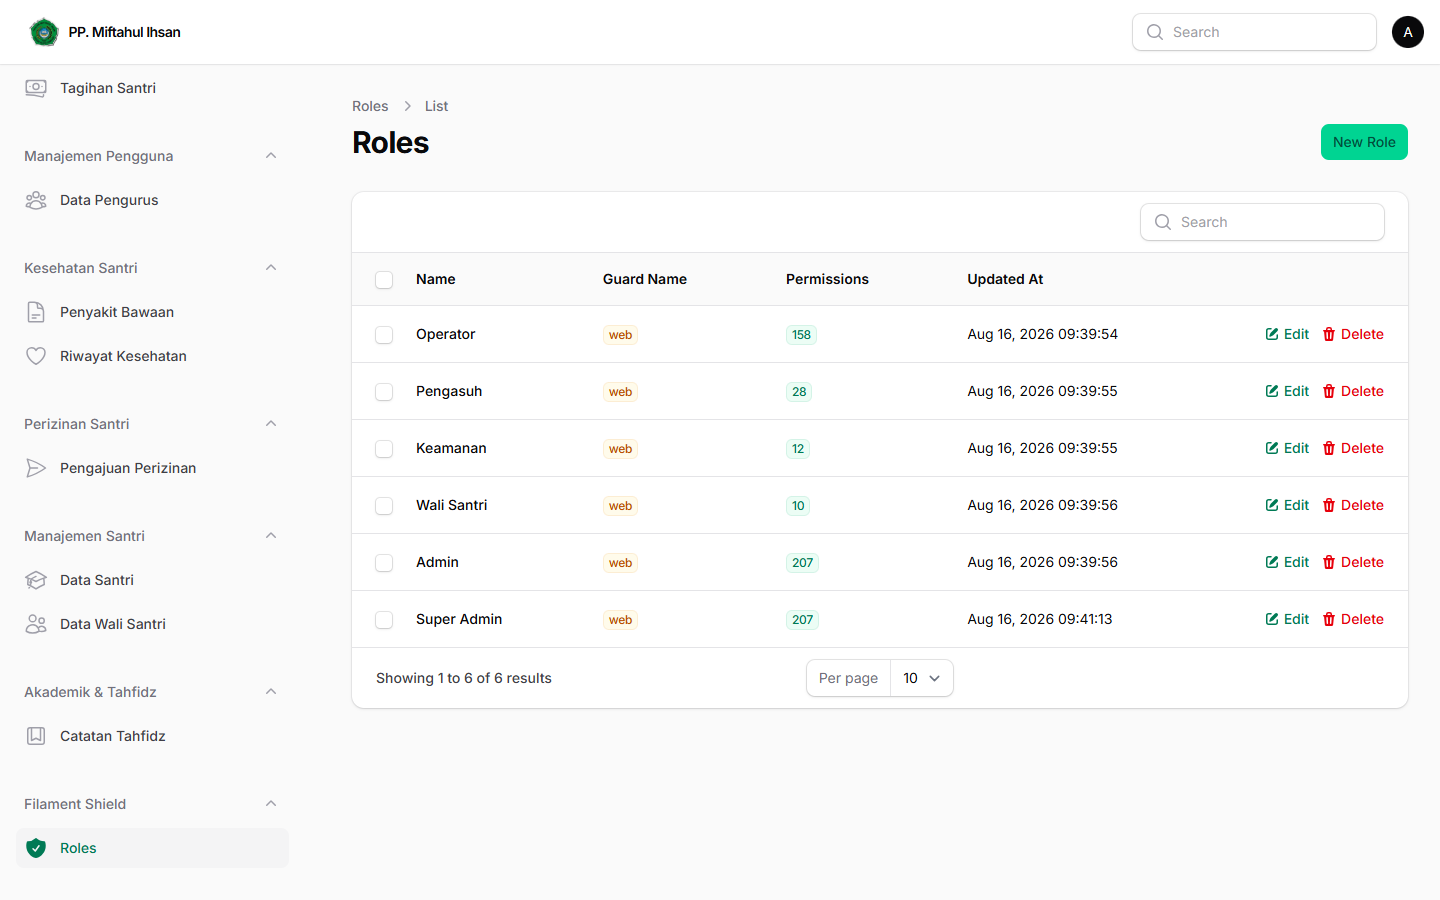 PP. Miftahul Ihsan
Search
A
Tagihan Santri
Manajemen Pengguna
Data Pengurus
Kesehatan Santri
Penyakit Bawaan
Riwayat Kesehatan
Perizinan Santri
Pengajuan Perizinan
Manajemen Santri
Data Santri
Data Wali Santri
Akademik & Tahfidz
Catatan Tahfidz
Filament Shield
Roles
Roles > List
Roles
New Role
Search
Name Guard Name Permissions Updated At
Operator web 158 Aug 16, 2026 09:39:54 Edit Delete
Pengasuh web 28 Aug 16, 2026 09:39:55 Edit Delete
Keamanan web 12 Aug 16, 2026 09:39:55 Edit Delete
Wali Santri web 10 Aug 16, 2026 09:39:56 Edit Delete
Admin web 207 Aug 16, 2026 09:39:56 Edit Delete
Super Admin web 207 Aug 16, 2026 09:41:13 Edit Delete
Showing 1 to 6 of 6 results Per page 10